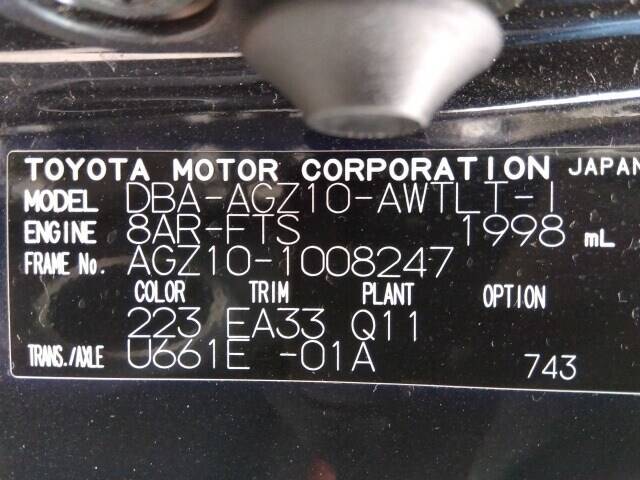 TOYOTA MOTOR CORPORATION JAPAN
MODEL DBA-AGZ10-AWTLT-I
ENGINE 8AR-FTS 1998 mL
FRAME No. AGZ10-1008247
COLOR TRIM PLANT OPTION
223 EA33 Q11
TRANS./AXLE U661E -01A 743